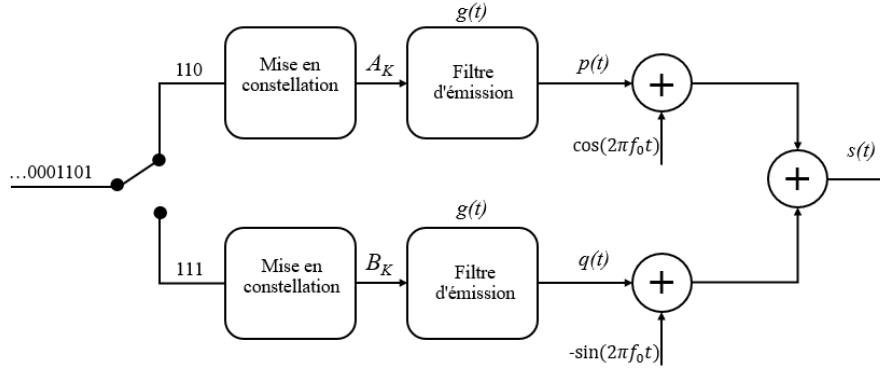 g(t)
110
Mise en
constellation
A_K
Filtre
d'émission
p(t)
+
cos(2πf₀t)
...0001101
+
s(t)
g(t)
111
Mise en
constellation
B_K
Filtre
d'émission
q(t)
+
-sin(2πf₀t)